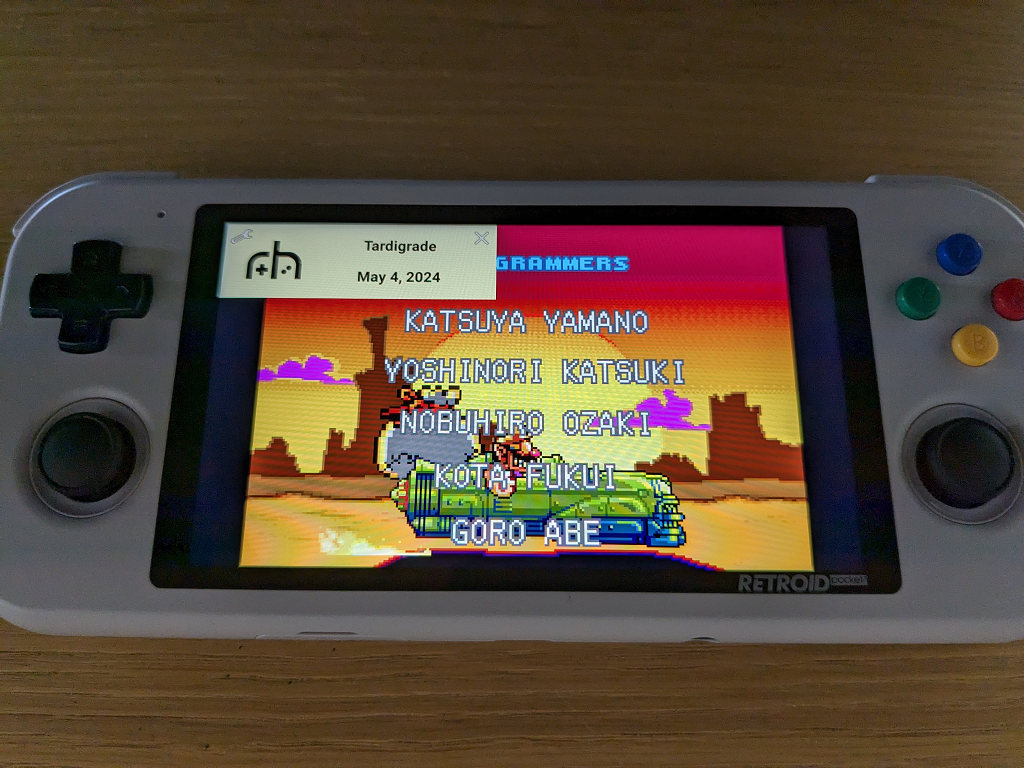 Tardigrade
May 4, 2024
GRAMMERS
KATSUYA YAMANO
YOSHINORI KATSUKI
NOBUHIRO OZAKI
KOTA FUKUI
GORO ABE
RETROID pocket
B